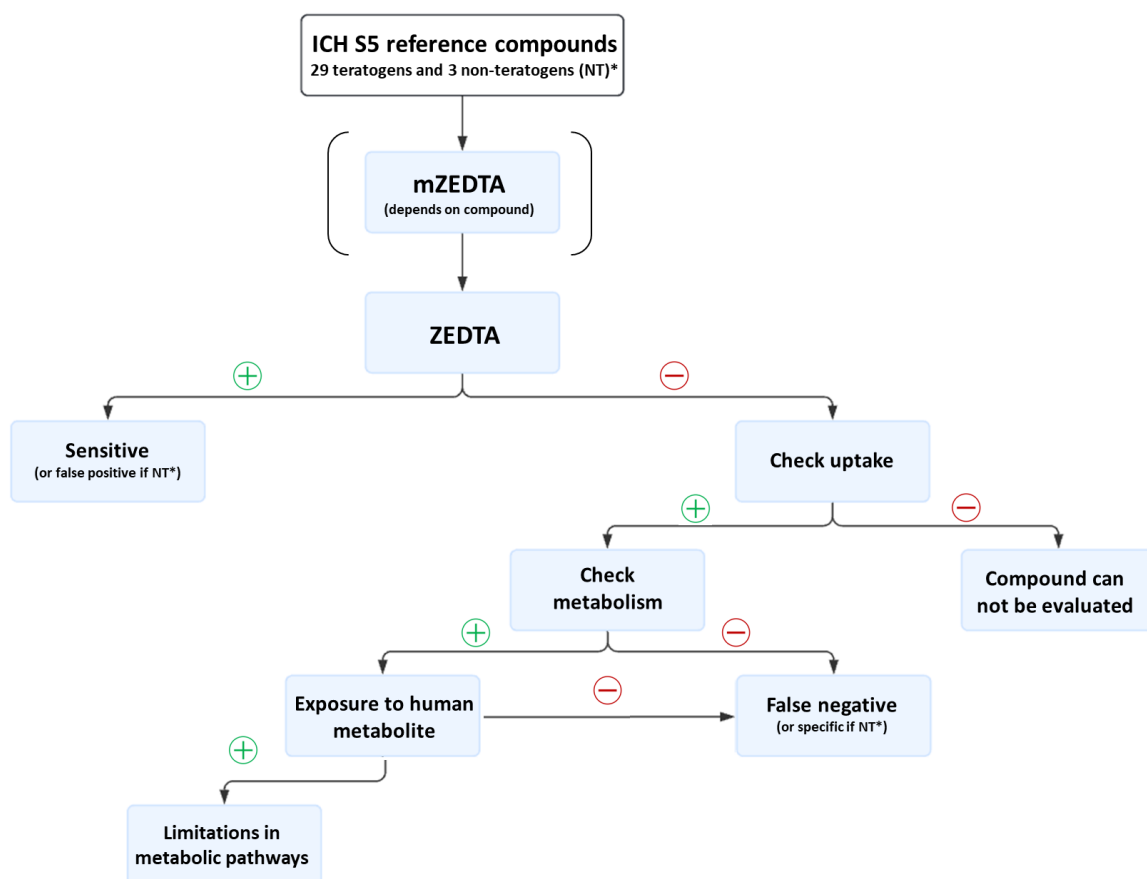 ICH S5 reference compounds
29 teratogens and 3 non-teratogens (NT)*
mZEDTA
(depends on compound)
ZEDTA
Sensitive
(or false positive if NT*)
Check uptake
Check
metabolism
Compound can
not be evaluated
Exposure to human
metabolite
False negative
(or specific if NT*)
Limitations in
metabolic pathways